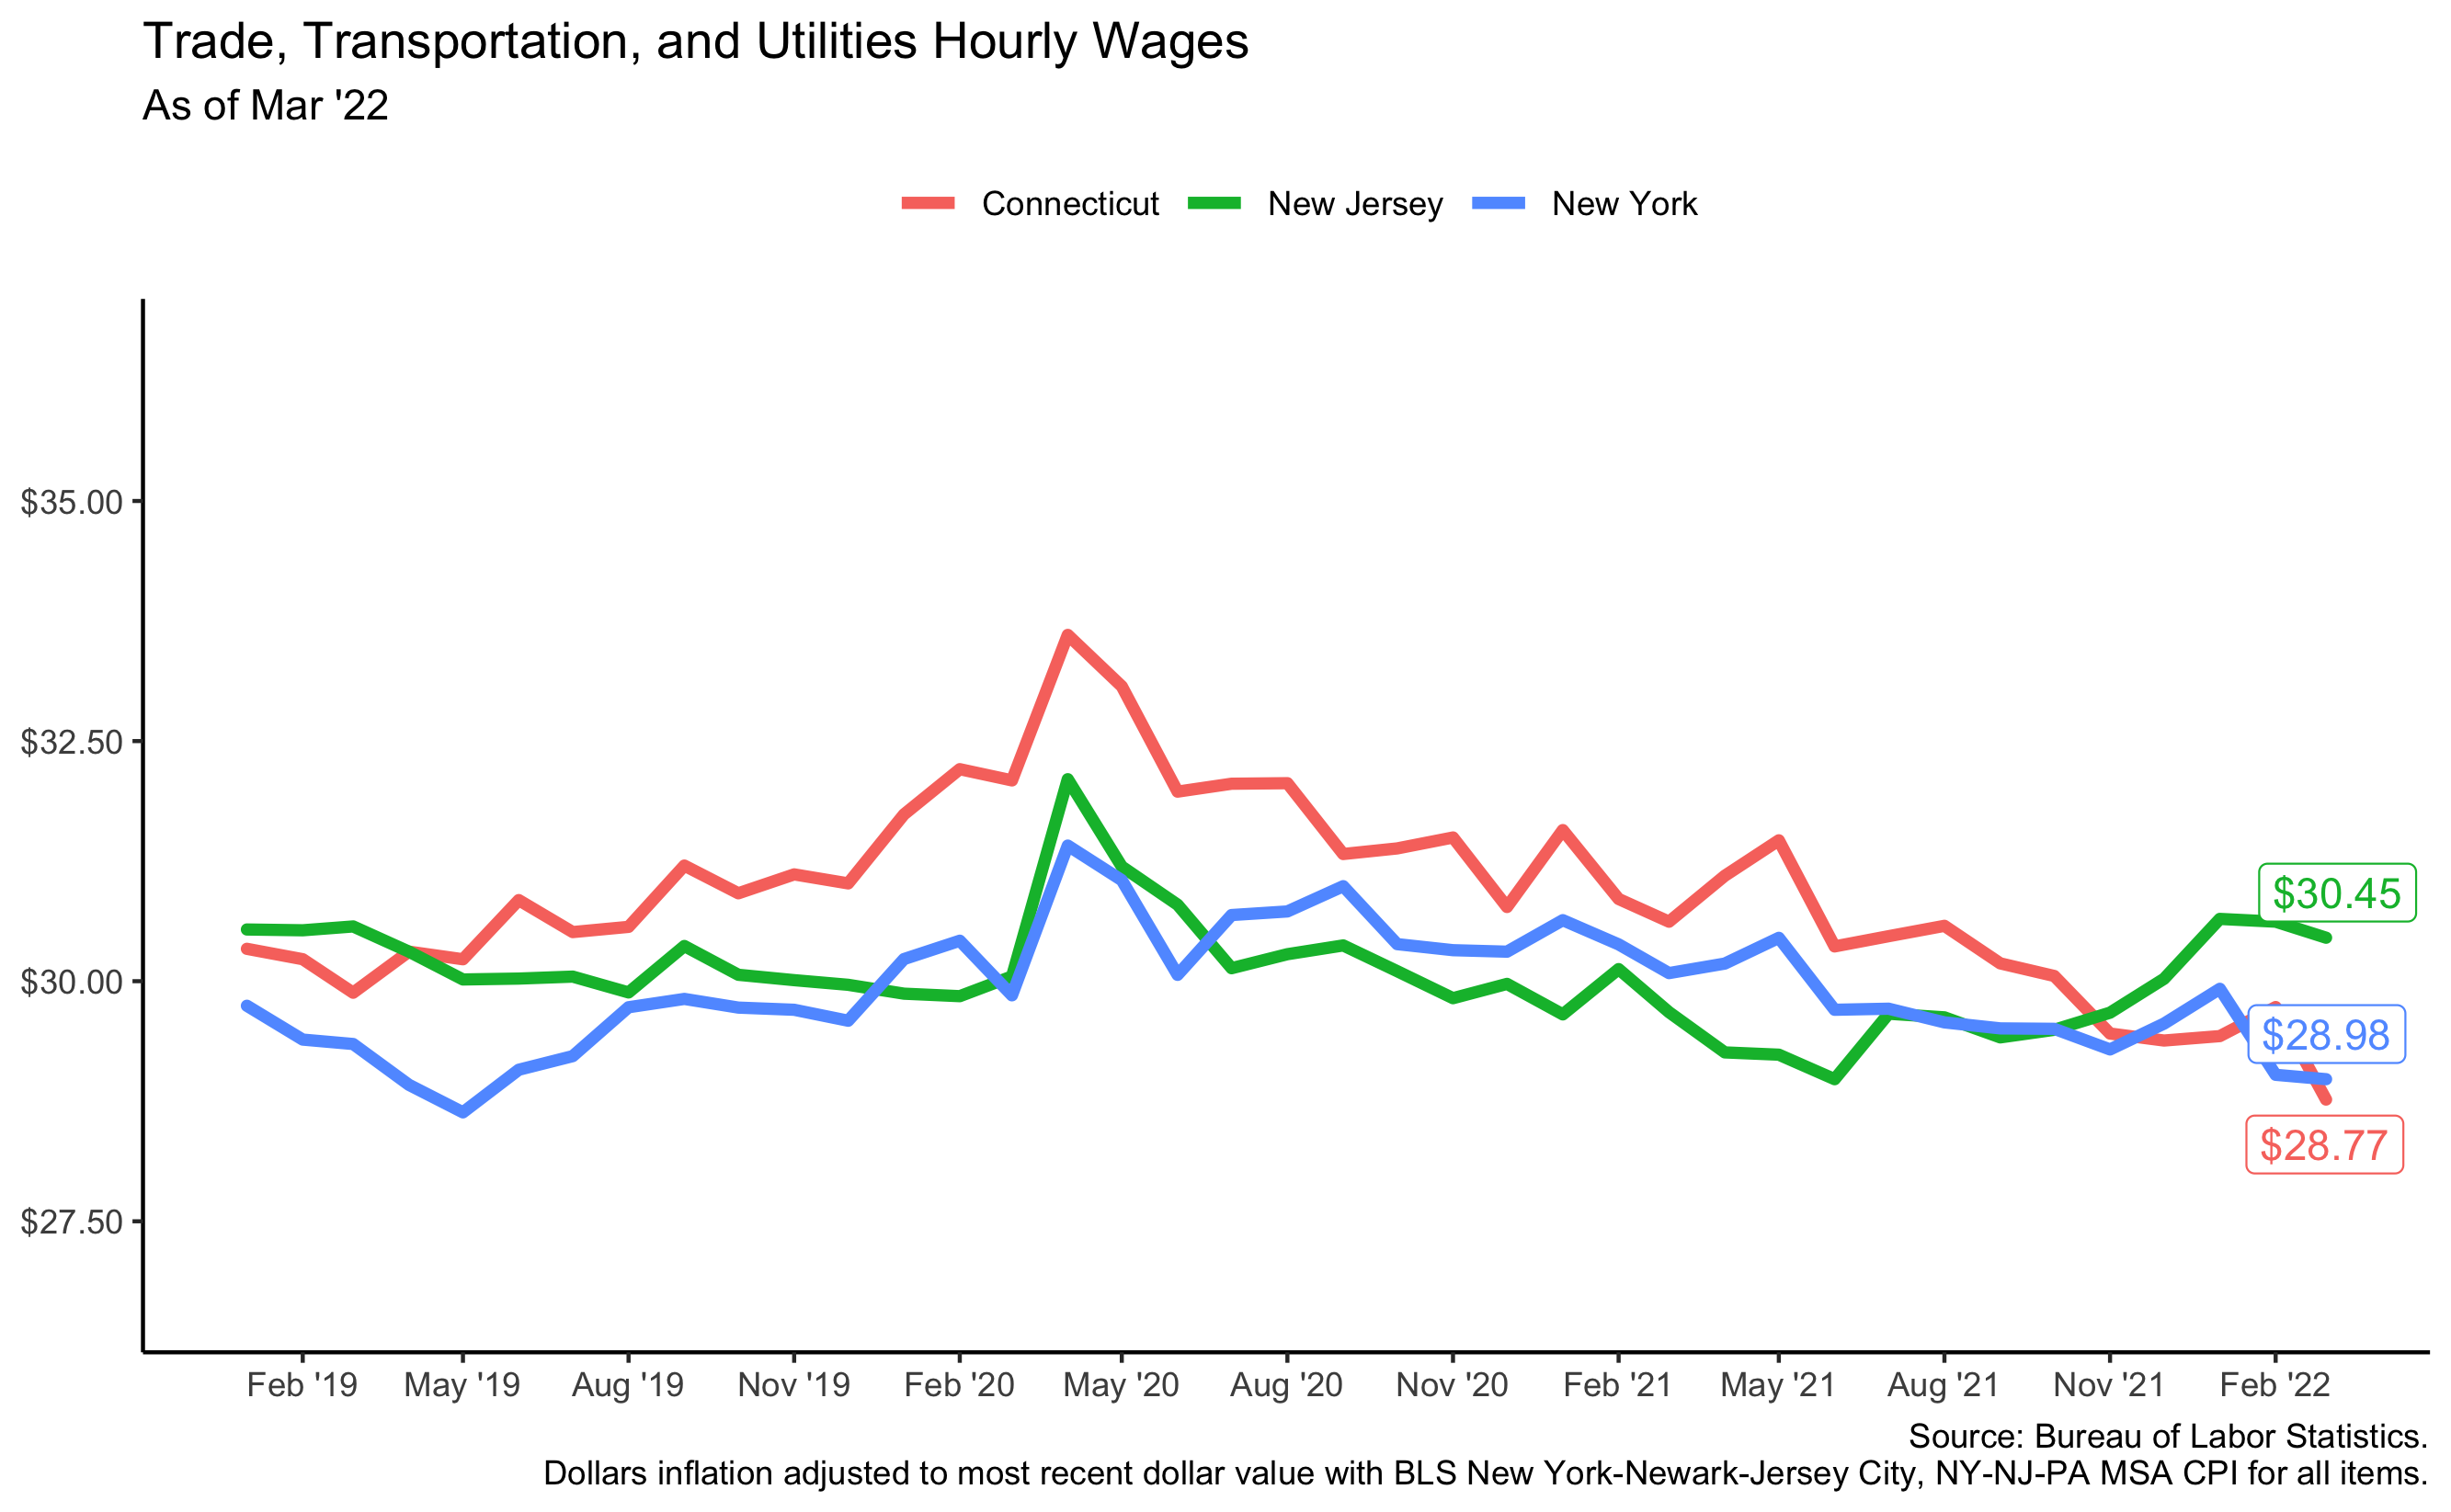 Trade, Transportation, and Utilities Hourly Wages
As of Mar '22
Connecticut New Jersey New York
$35.00
$32.50
$30.00
$27.50
$30.45
$28.98
$28.77
Feb '19 May '19 Aug '19 Nov '19 Feb '20 May '20 Aug '20 Nov '20 Feb '21 May '21 Aug '21 Nov '21 Feb '22
Source: Bureau of Labor Statistics.
Dollars inflation adjusted to most recent dollar value with BLS New York-Newark-Jersey City, NY-NJ-PA MSA CPI for all items.